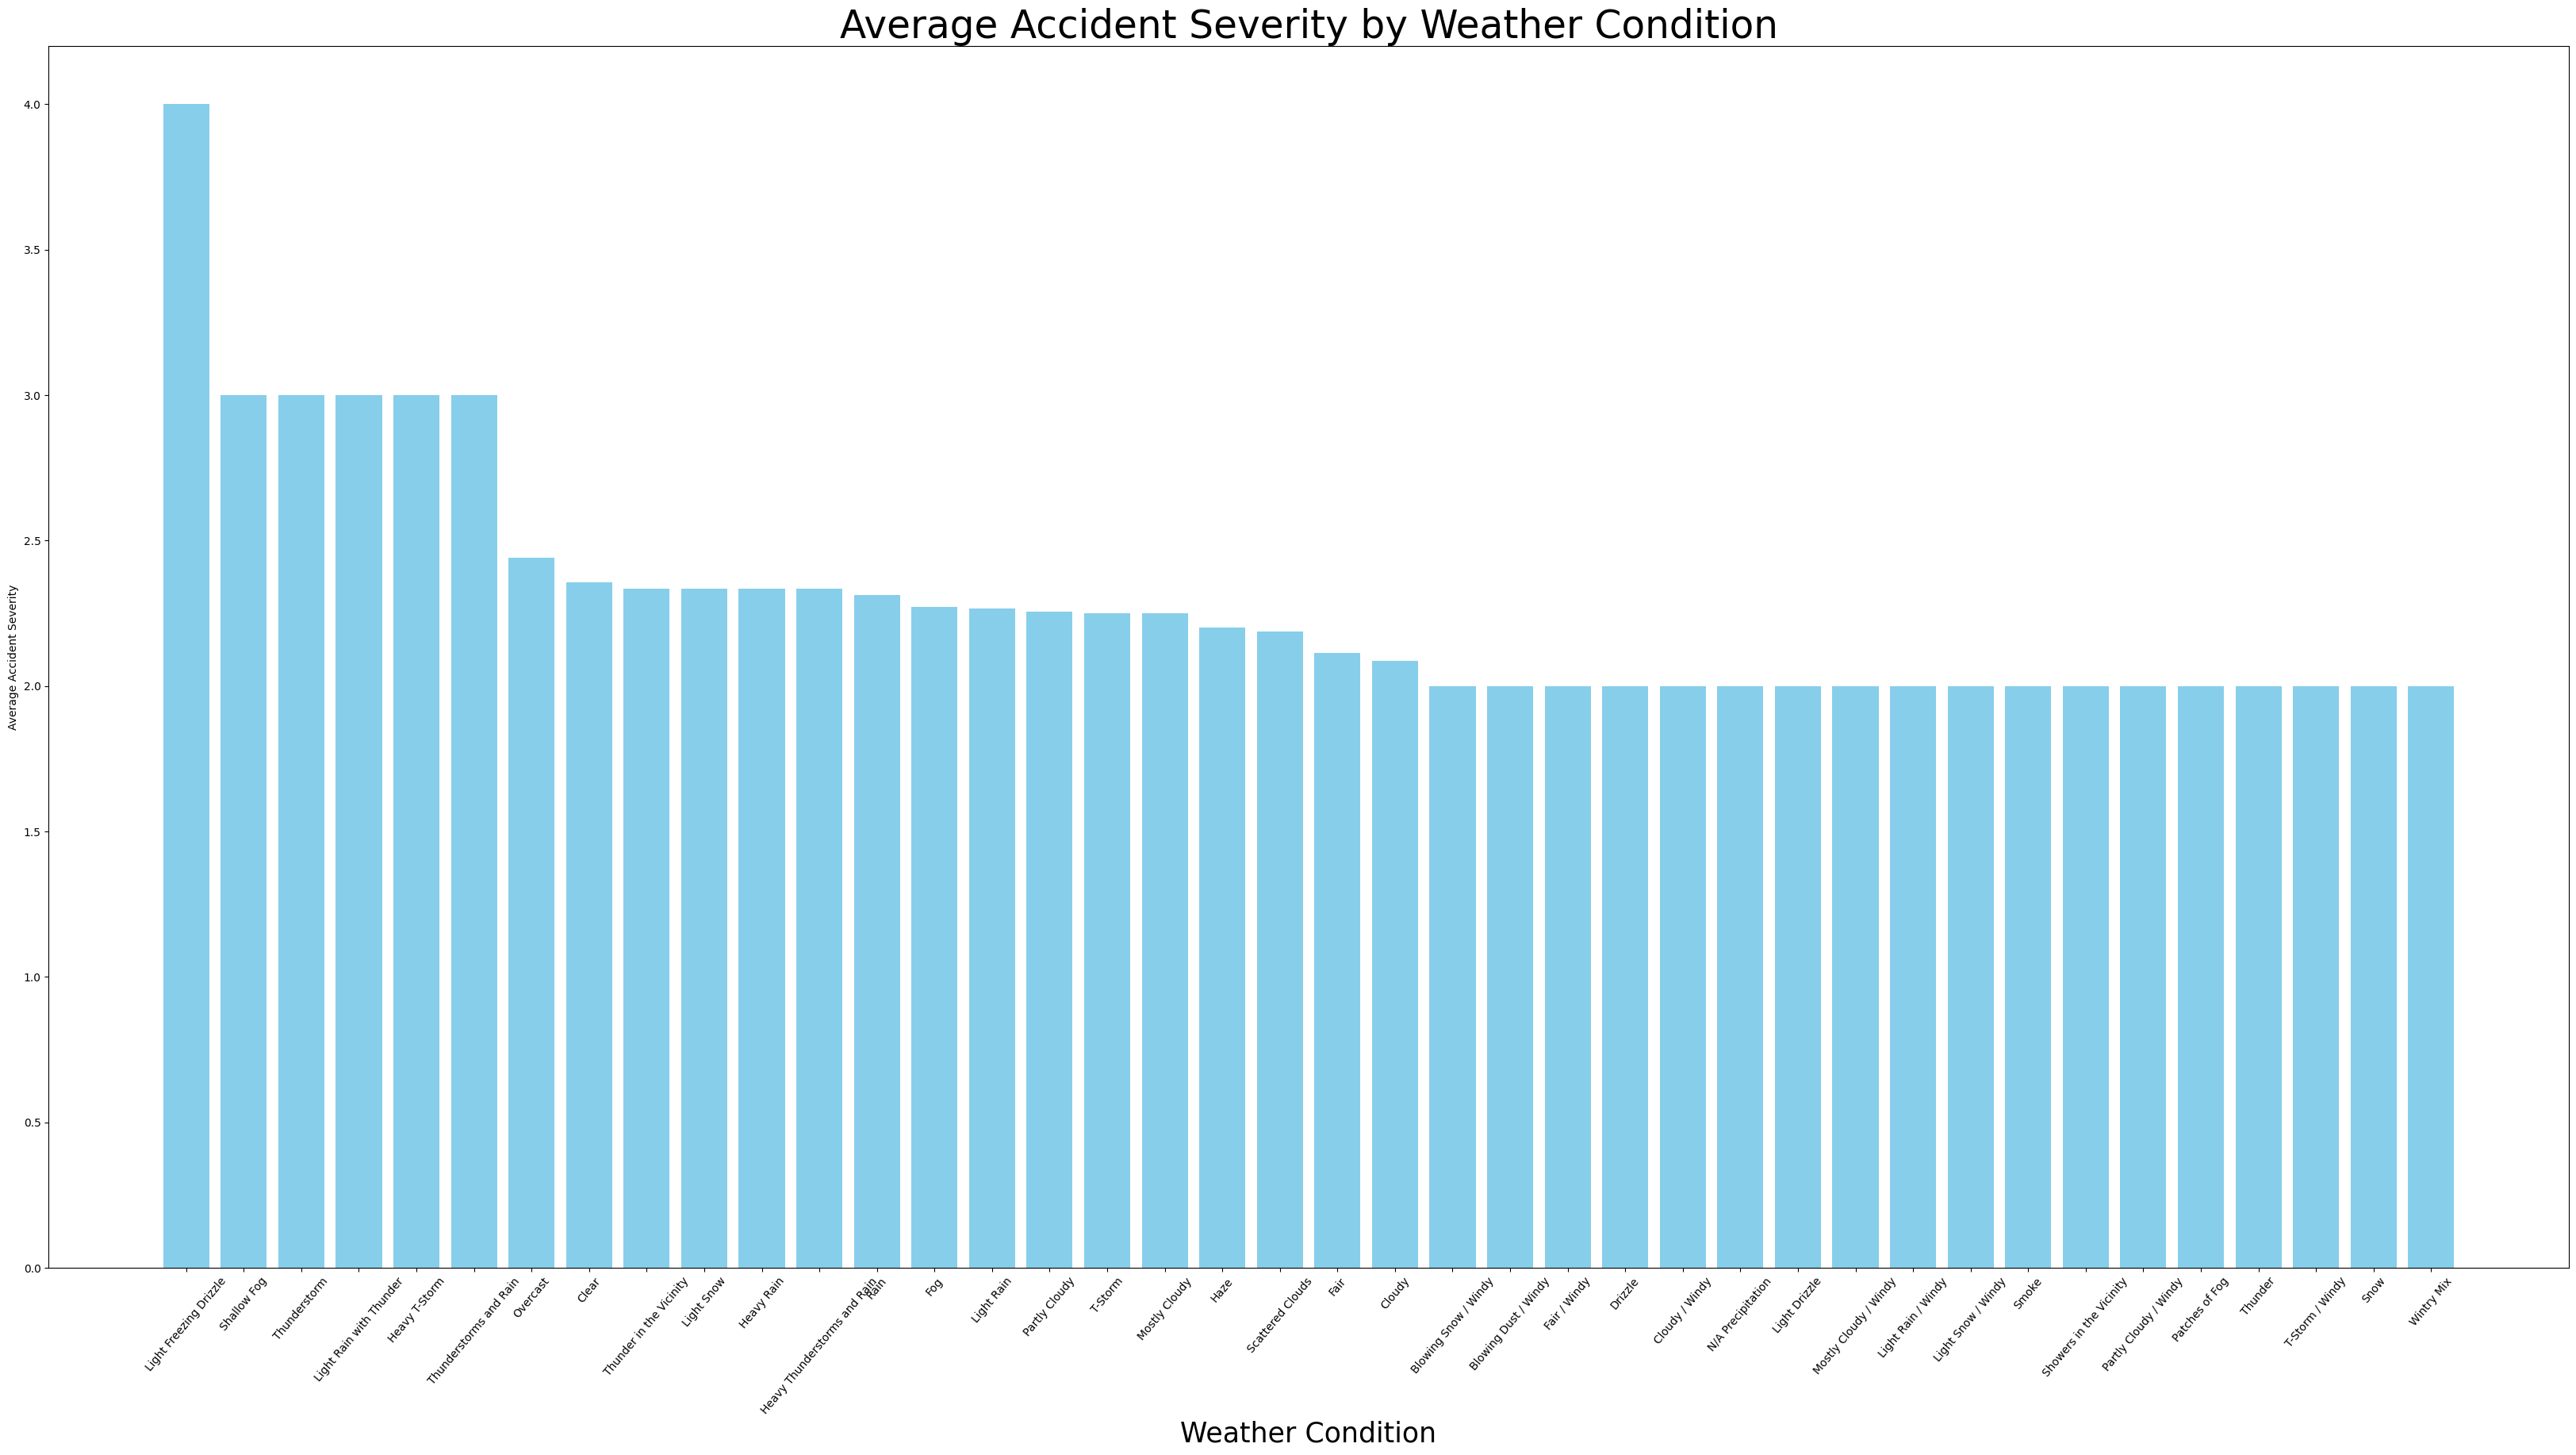 Average Accident Severity by Weather Condition
Average Accident Severity
4.0
3.5
3.0
2.5
2.0
1.5
1.0
0.5
0.0
Light Freezing Drizzle
Shallow Fog
Thunderstorm
Light Rain with Thunder
Heavy T-Storm
Thunderstorms and Rain
Overcast
Clear
Thunder in the Vicinity
Light Snow
Heavy Rain
Heavy Thunderstorms and Rain
Rain
Fog
Light Rain
Partly Cloudy
T-Storm
Mostly Cloudy
Haze
Scattered Clouds
Fair
Cloudy
Blowing Snow / Windy
Blowing Dust / Windy
Fair / Windy
Drizzle
Cloudy / Windy
N/A Precipitation
Light Drizzle
Mostly Cloudy / Windy
Light Rain / Windy
Light Snow / Windy
Smoke
Showers in the Vicinity
Partly Cloudy / Windy
Patches of Fog
Thunder
T-Storm / Windy
Snow
Wintry Mix
Weather Condition